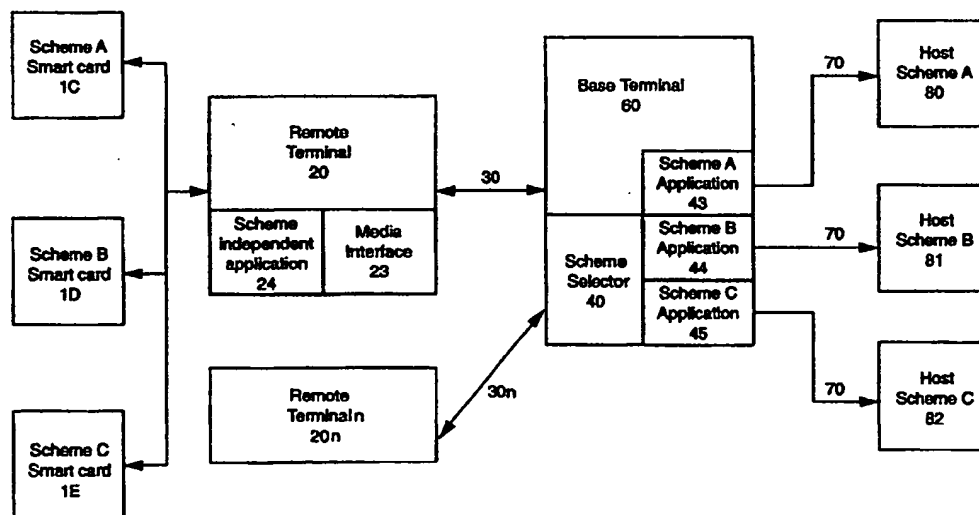 Scheme A
Smart card
1C
Scheme B
Smart card
1D
Scheme C
Smart card
1E
Remote
Terminal
20
Scheme
independent
application
24
Media
Interface
23
Remote
Terminal n
20n
30
30n
Base Terminal
60
Scheme
Selector
40
Scheme A
Application
43
Scheme B
Application
44
Scheme C
Application
45
70
70
70
Host
Scheme A
80
Host
Scheme B
81
Host
Scheme C
82